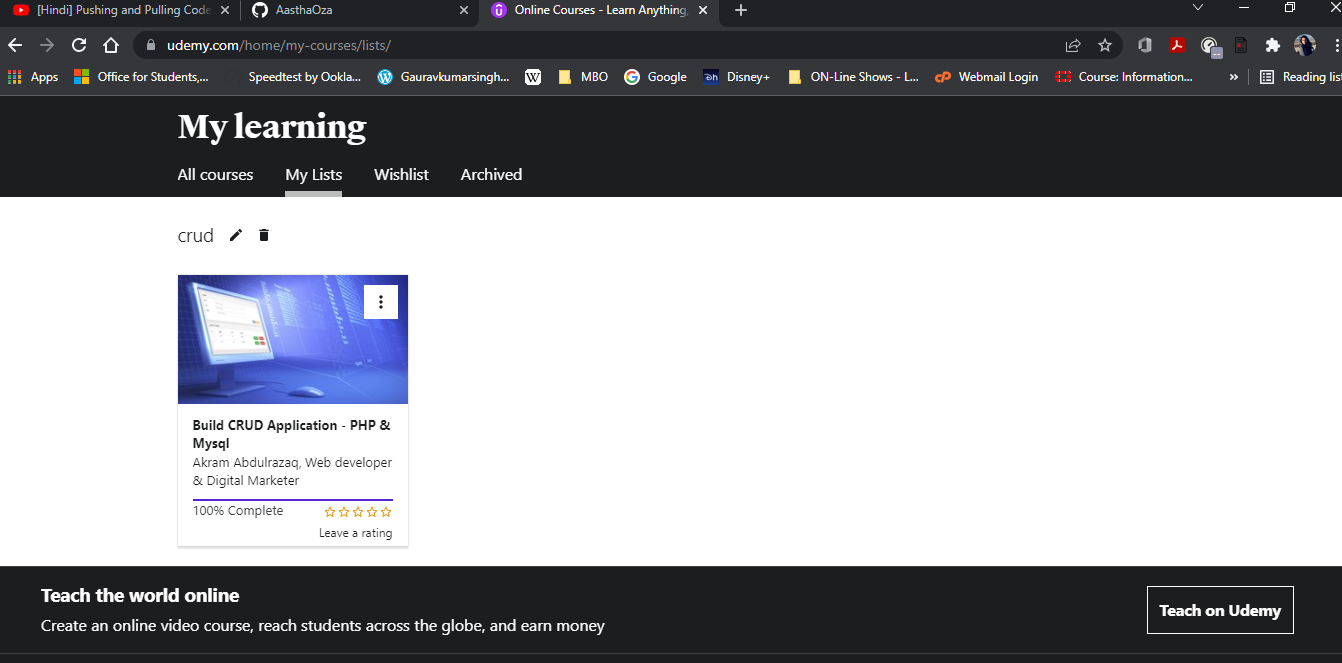 [Hindi] Pushing and Pulling Code
AasthaOza
Online Courses - Learn Anything,
udemy.com/home/my-courses/lists/
Apps
Office for Students,...
Speedtest by Ookla...
Gauravkumarsingh...
W
MBO
Google
Disney+
ON-Line Shows - L...
Webmail Login
Course: Information...
»
Reading list
My learning
All courses
My Lists
Wishlist
Archived
crud
Build CRUD Application - PHP &
Mysql
Akram Abdulrazaq, Web developer
& Digital Marketer
100% Complete
Leave a rating
Teach the world online
Create an online video course, reach students across the globe, and earn money
Teach on Udemy